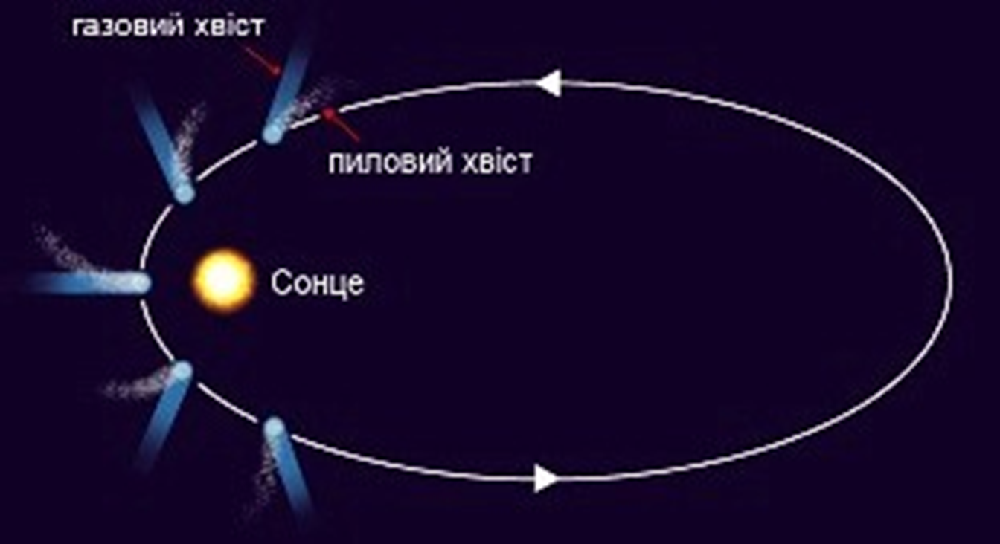 газовий хвіст
пиловий хвіст
Сонце